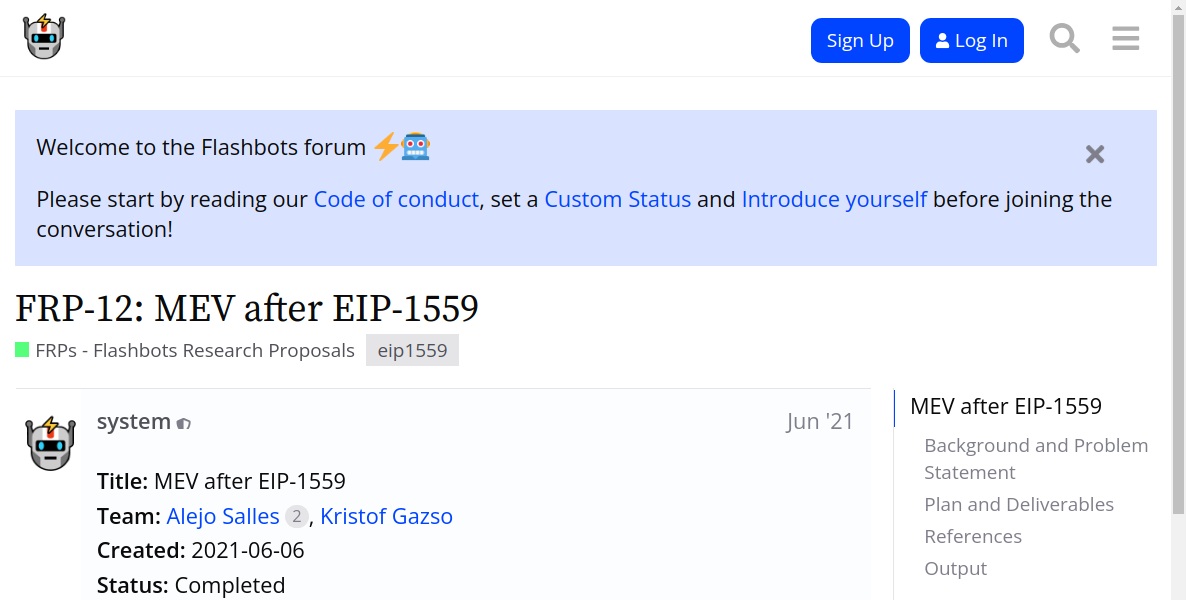 Sign Up
Log In
Welcome to the Flashbots forum
Please start by reading our Code of conduct, set a Custom Status and Introduce yourself before joining the
conversation!
FRP-12: MEV after EIP-1559
FRPs - Flashbots Research Proposals eip1559
system
Jun '21
Title: MEV after EIP-1559
Team: Alejo Salles 2, Kristof Gazso
Created: 2021-06-06
Status: Completed
MEV after EIP-1559
Background and Problem
Statement
Plan and Deliverables
References
Output